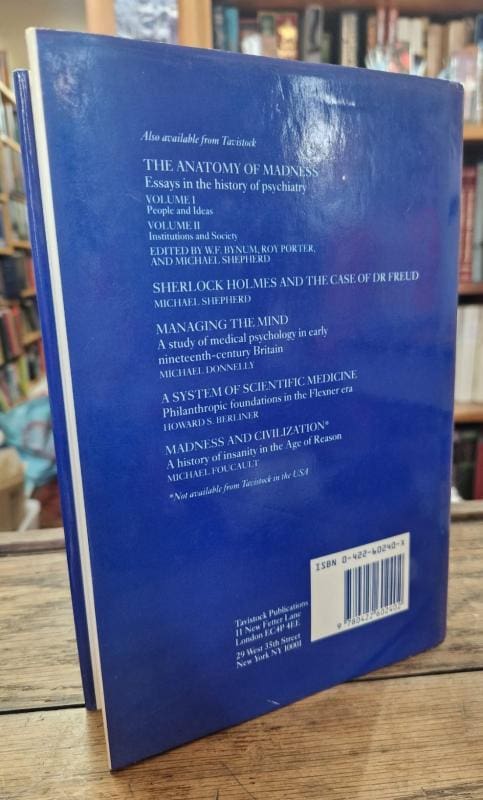 Also available from Tavistock
THE ANATOMY OF MADNESS
Essays in the history of psychiatry
VOLUME I
People and Ideas
VOLUME II
Institutions and Society
EDITED BY W.F. BYNUM, ROY PORTER,
AND MICHAEL SHEPHERD
SHERLOCK HOLMES AND THE CASE OF DR FREUD
MICHAEL SHEPHERD
MANAGING THE MIND
A study of medical psychology in early
nineteenth-century Britain
MICHAEL DONNELLY
A SYSTEM OF SCIENTIFIC MEDICINE
Philanthropic foundations in the Flexner era
HOWARD S. BERLINER
MADNESS AND CIVILIZATION*
A history of insanity in the Age of Reason
MICHAEL FOUCAULT
*Not available from Tavistock in the USA
ISBN 0-422-60240-X
9 780422 602402
Tavistock Publications
11 New Fetter Lane
London EC4P 4EE
29 West 35th Street
New York NY 10001